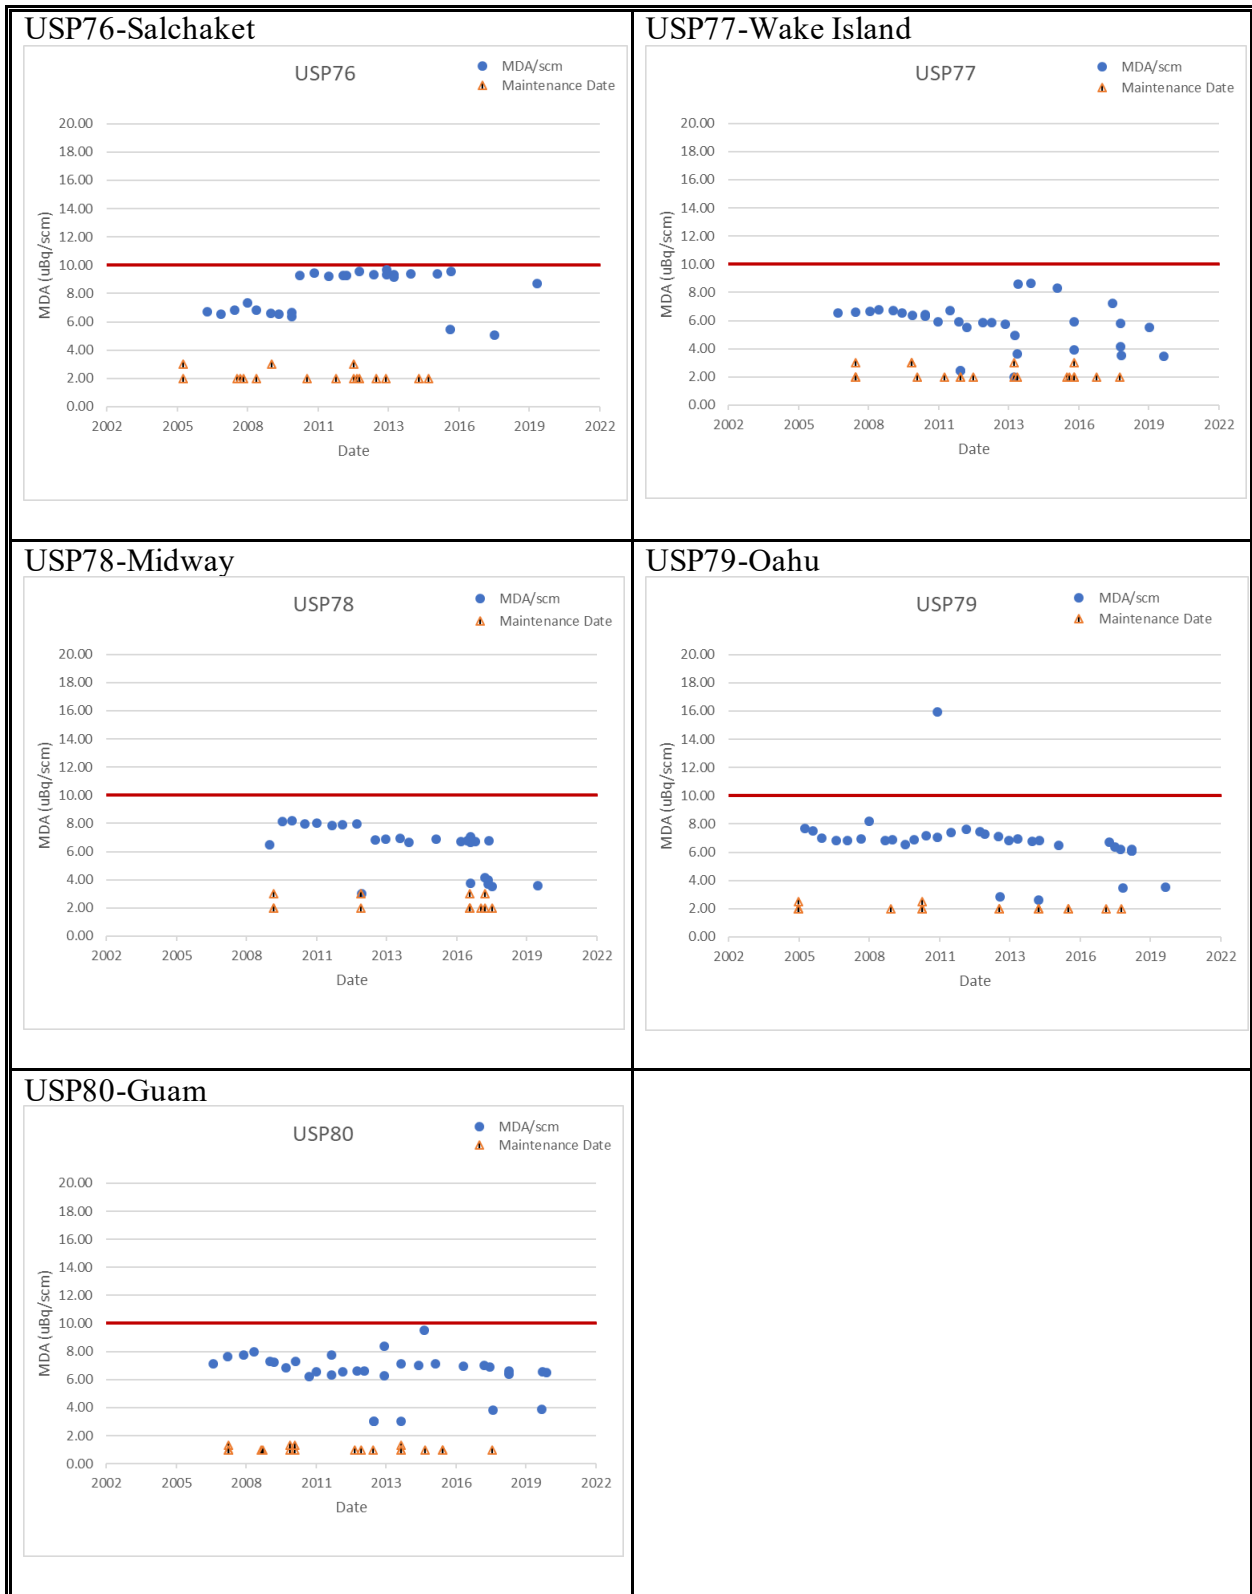 USP76-Salchaket
USP76
MDA/scm
Maintenance Date
20.00
18.00
16.00
14.00
12.00
10.00
8.00
6.00
4.00
2.00
0.00
MDA (uBq/scm)
2002 2005 2008 2011 2013 2016 2019 2022
Date
USP77-Wake Island
USP77
MDA/scm
Maintenance Date
20.00
18.00
16.00
14.00
12.00
10.00
8.00
6.00
4.00
2.00
0.00
MDA (uBq/scm)
2002 2005 2008 2011 2013 2016 2019 2022
Date
USP78-Midway
USP78
MDA/scm
Maintenance Date
20.00
18.00
16.00
14.00
12.00
10.00
8.00
6.00
4.00
2.00
0.00
MDA (uBq/scm)
2002 2005 2008 2011 2013 2016 2019 2022
Date
USP79-Oahu
USP79
MDA/scm
Maintenance Date
20.00
18.00
16.00
14.00
12.00
10.00
8.00
6.00
4.00
2.00
0.00
MDA (uBq/scm)
2002 2005 2008 2011 2013 2016 2019 2022
Date
USP80-Guam
USP80
MDA/scm
Maintenance Date
20.00
18.00
16.00
14.00
12.00
10.00
8.00
6.00
4.00
2.00
0.00
MDA (uBq/scm)
2002 2005 2008 2011 2013 2016 2019 2022
Date